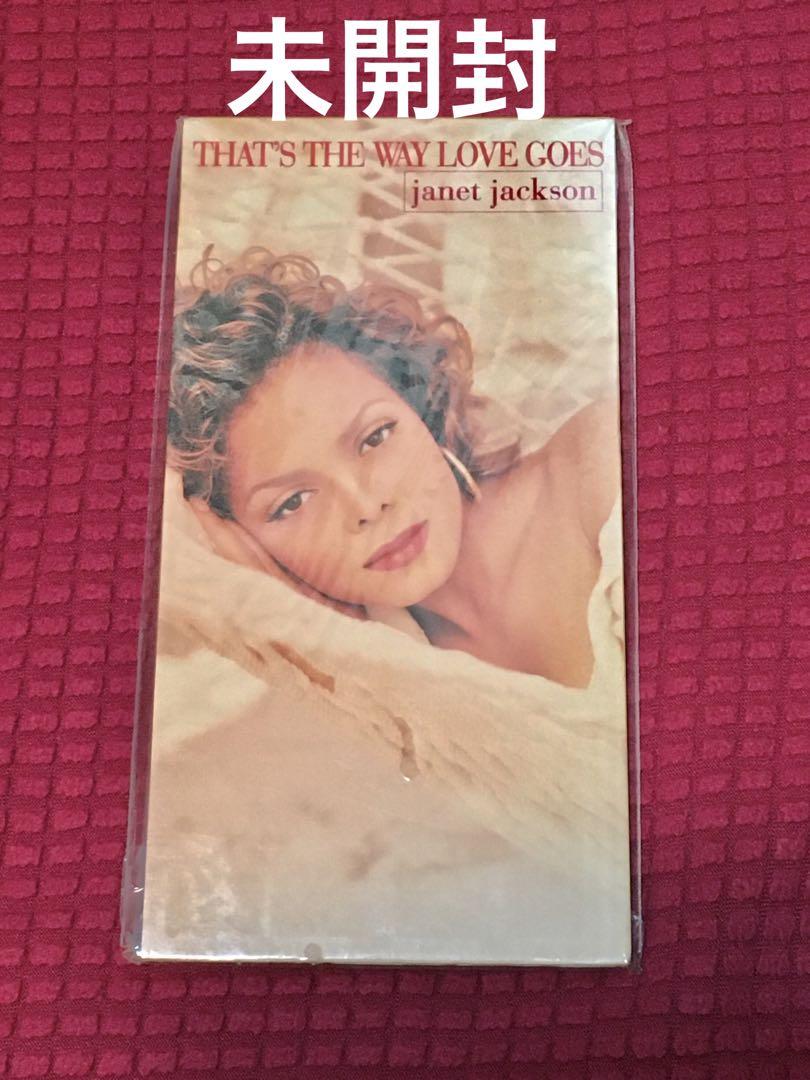 未開封
THAT'S THE WAY LOVE GOES
janet jackson